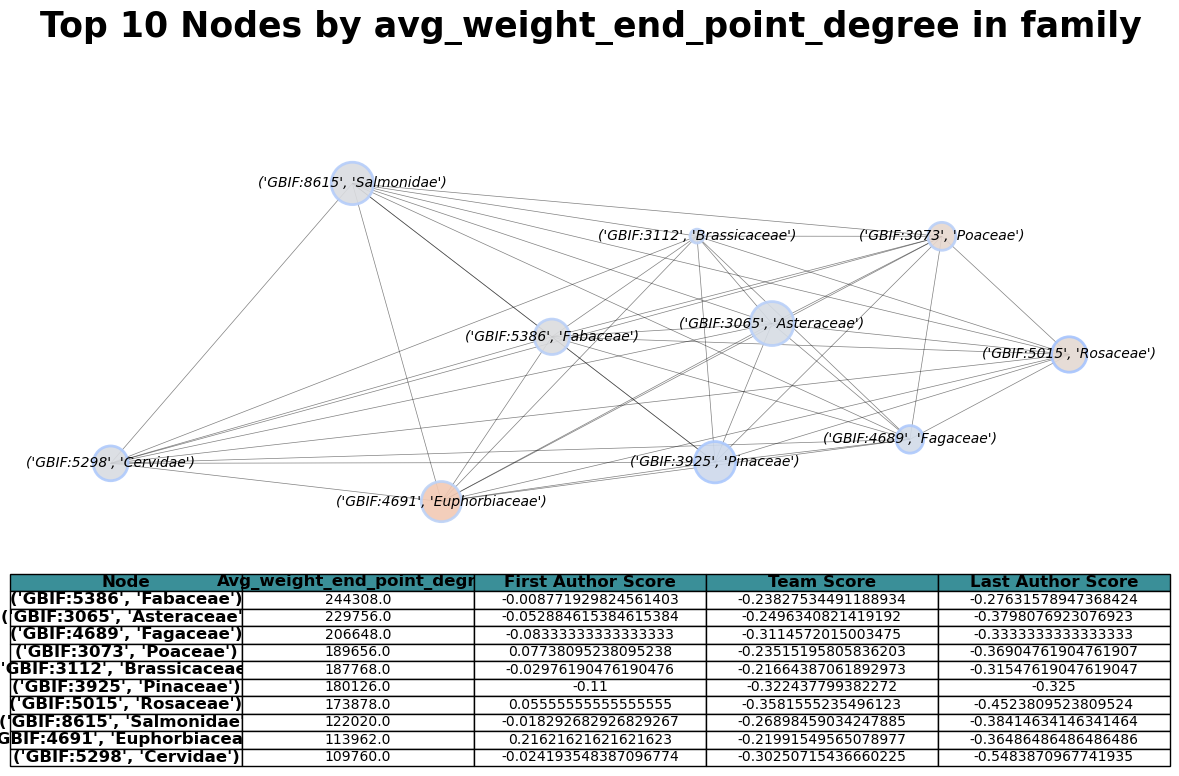 Top 10 Nodes by avg_weight_end_point_degree in family
('GBIF:8615', 'Salmonidae')
('GBIF:3112', 'Brassicaceae')
('GBIF:3073', 'Poaceae')
('GBIF:3065', 'Asteraceae')
('GBIF:5386', 'Fabaceae')
('GBIF:5015', 'Rosaceae')
('GBIF:4689', 'Fagaceae')
('GBIF:5298', 'Cervidae')
('GBIF:3925', 'Pinaceae')
('GBIF:4691', 'Euphorbiaceae')
Node Avg_weight_end_point_degr First Author Score Team Score Last Author Score
('GBIF:5386', 'Fabaceae') 244308.0 -0.008771929824561403 -0.23827534491188934 -0.27631578947368424
('GBIF:3065', 'Asteraceae' 229756.0 -0.052884615384615384 -0.2496340821419192 -0.3798076923076923
('GBIF:4689', 'Fagaceae') 206648.0 -0.08333333333333333 -0.3114572015003475 -0.3333333333333333
('GBIF:3073', 'Poaceae') 189656.0 0.07738095238095238 -0.23515195805836203 -0.36904761904761907
'GBIF:3112', 'Brassicaceae 187768.0 -0.02976190476190476 -0.21664387061892973 -0.31547619047619047
('GBIF:3925', 'Pinaceae') 180126.0 -0.11 -0.322437799382272 -0.325
('GBIF:5015', 'Rosaceae') 173878.0 0.05555555555555555 -0.3581555235496123 -0.4523809523809524
('GBIF:8615', 'Salmonidae 122020.0 -0.018292682926829267 -0.26898459034247885 -0.38414634146341464
GBIF:4691', 'Euphorbiacea 113962.0 0.21621621621621623 -0.21991549565078977 -0.36486486486486486
('GBIF:5298', 'Cervidae') 109760.0 -0.024193548387096774 -0.30250715436660225 -0.5483870967741935